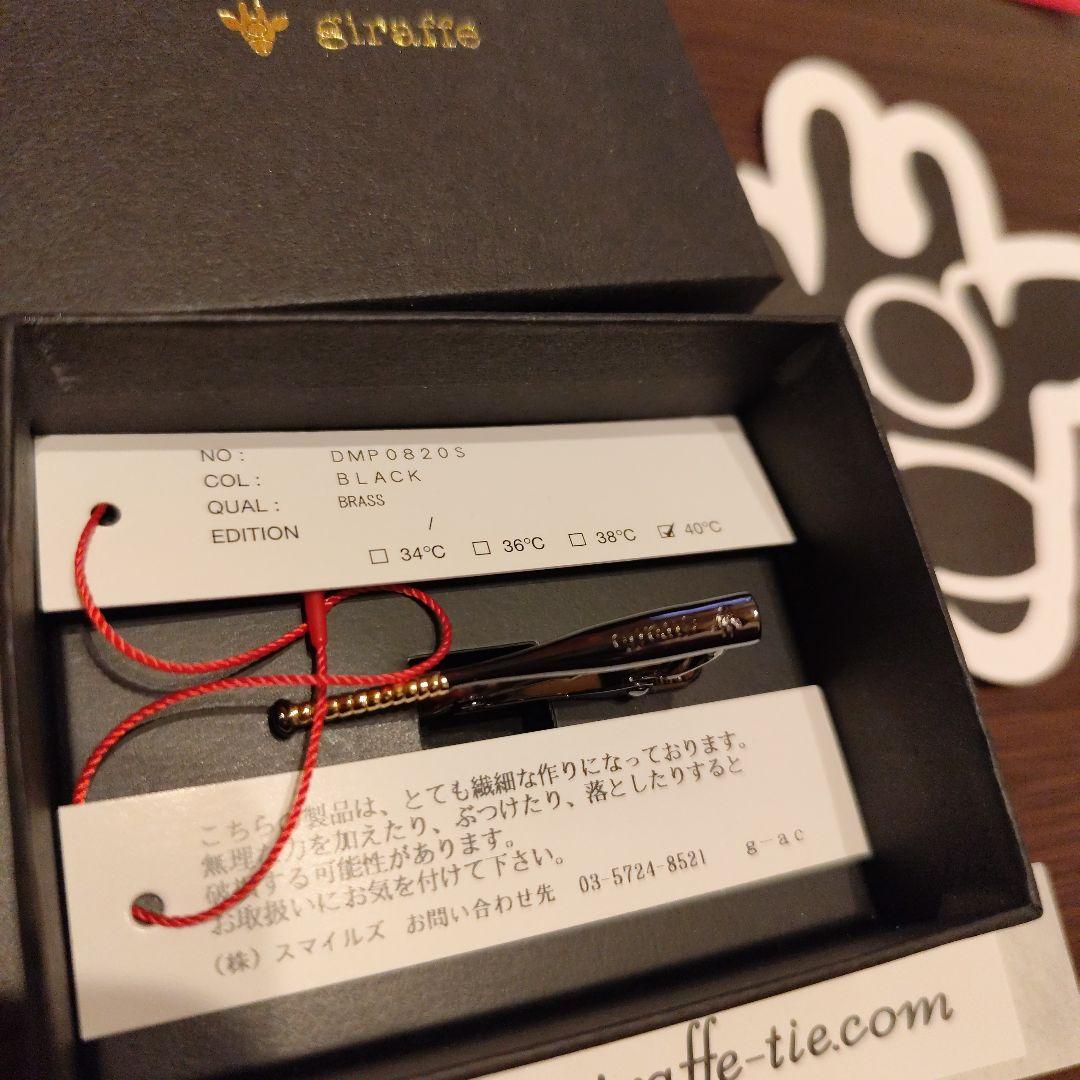 giraffe
NO : DMP0820S
COL : BLACK
QUAL : BRASS
EDITION /
34℃ 36℃ 38℃ 40℃
こちらの製品は、とても繊細な作りになっております。
無理な力を加えたり、ぶつけたり、落としたりすると
破損する可能性があります。
お取扱いにお気を付けて下さい。
(株)スマイルズ お問い合わせ先 03-5724-8521 g-ac
raffe-tie.com